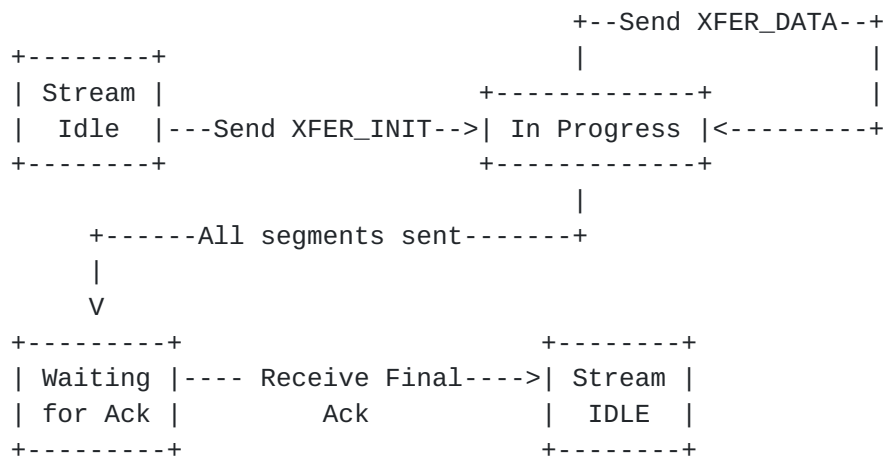 +--Send XFER_DATA--+
+--------+                           |                  |
| Stream |                     +-------------+          |
|  Idle  |---Send XFER_INIT-->| In Progress |<---------+
+--------+                     +-------------+
                                     |
     +------All segments sent-------+
     |
     V
+---------+                        +--------+
| Waiting |---- Receive Final---->| Stream |
| for Ack |         Ack           |  IDLE  |
+---------+                        +--------+